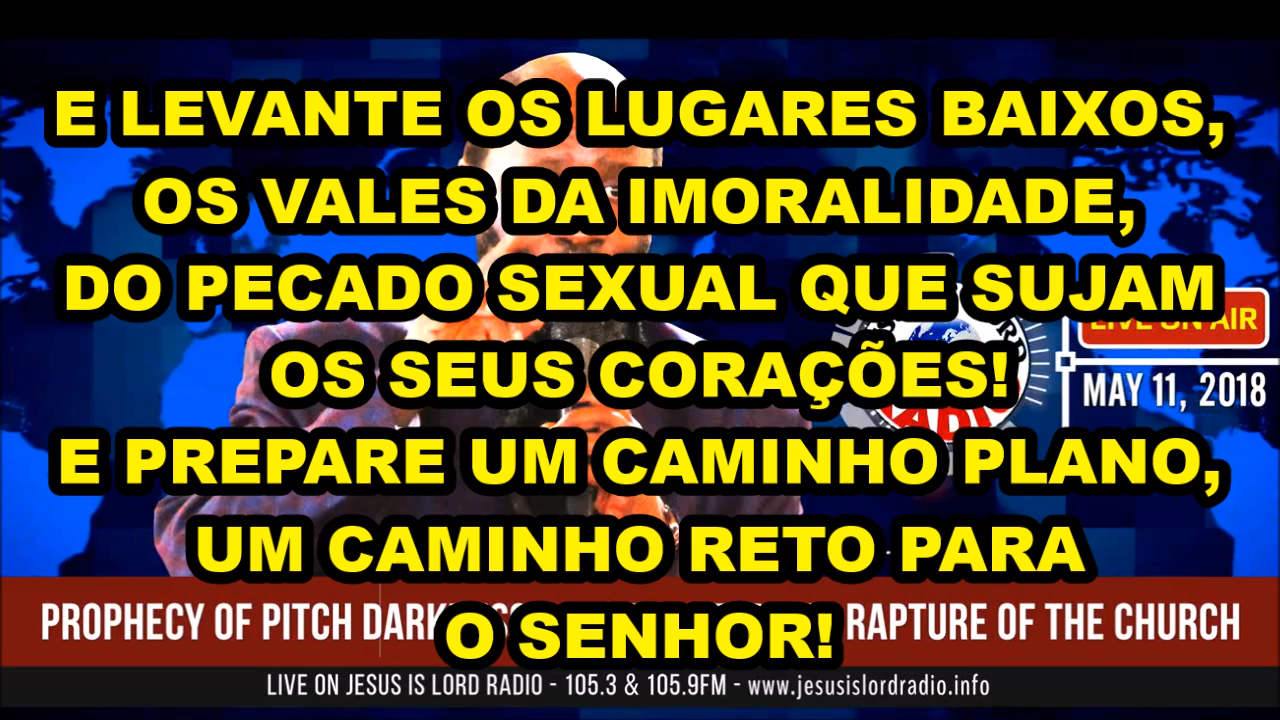 E LEVANTE OS LUGARES BAIXOS,
OS VALES DA IMORALIDADE,
DO PECADO SEXUAL QUE SUJAM
OS SEUS CORAÇÕES!
E PREPARE UM CAMINHO PLANO,
UM CAMINHO RETO PARA
O SENHOR!
LIVE ON AIR
MAY 11, 2018
PROPHECY OF PITCH RAPTURE OF THE CHURCH
LIVE ON JESUS IS LORD RADIO - 105.3 & 105.9FM - www.jesusislordradio.info